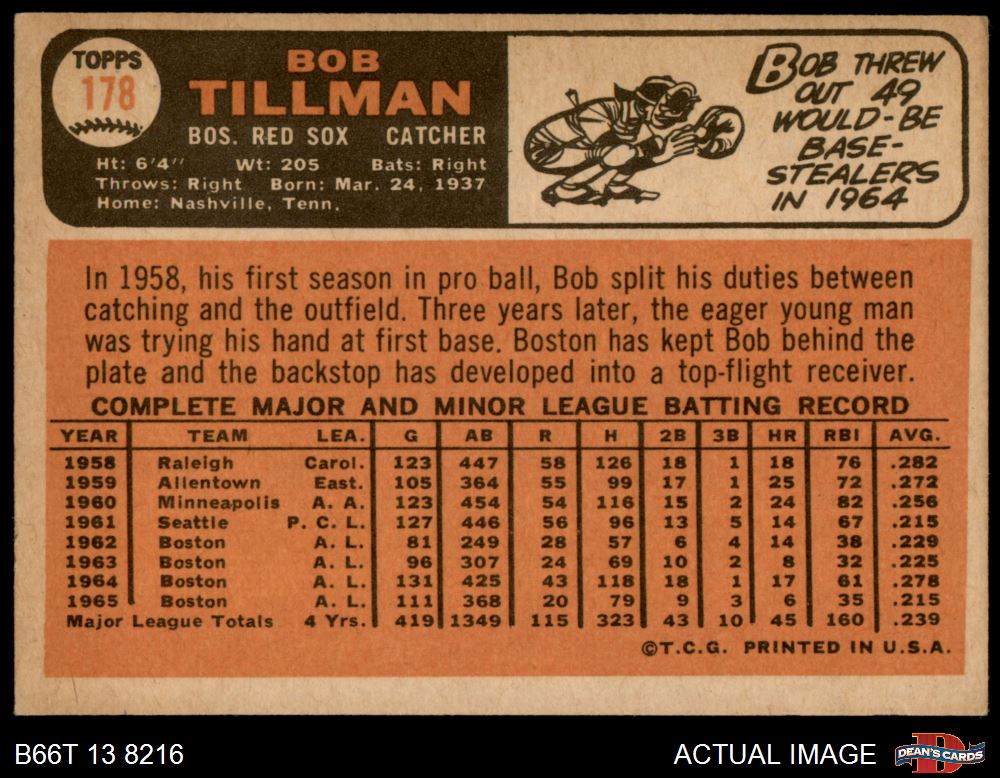 TOPPS
178
BOB
TILLMAN
BOS. RED SOX CATCHER
Ht: 6'4" Wt: 205 Bats: Right
Throws: Right Born: Mar. 24, 1937
Home: Nashville, Tenn.
BOB THREW
OUT 49
WOULD-BE
BASE-
STEALERS
IN 1964
In 1958, his first season in pro ball, Bob split his duties between
catching and the outfield. Three years later, the eager young man
was trying his hand at first base. Boston has kept Bob behind the
plate and the backstop has developed into a top-flight receiver.
COMPLETE MAJOR AND MINOR LEAGUE BATTING RECORD
YEAR TEAM LEA. G AB R H 2B 3B HR RBI AVG.
1958 Raleigh Carol. 123 447 58 126 18 1 18 76 .282
1959 Allentown East. 105 364 55 99 17 1 25 72 .272
1960 Minneapolis A. A. 123 454 54 116 15 2 24 82 .256
1961 Seattle P. C. L. 127 446 56 96 13 5 14 67 .215
1962 Boston A. L. 81 249 28 57 6 4 14 38 .229
1963 Boston A. L. 96 307 24 69 10 2 8 32 .225
1964 Boston A. L. 131 425 43 118 18 1 17 61 .278
1965 Boston A. L. 111 368 20 79 9 3 6 35 .215
Major League Totals 4 Yrs. 419 1349 115 323 43 10 45 160 .239
©T.C.G. PRINTED IN U.S.A.
B66T 13 8216
ACTUAL IMAGE
DEAN'S CARDS